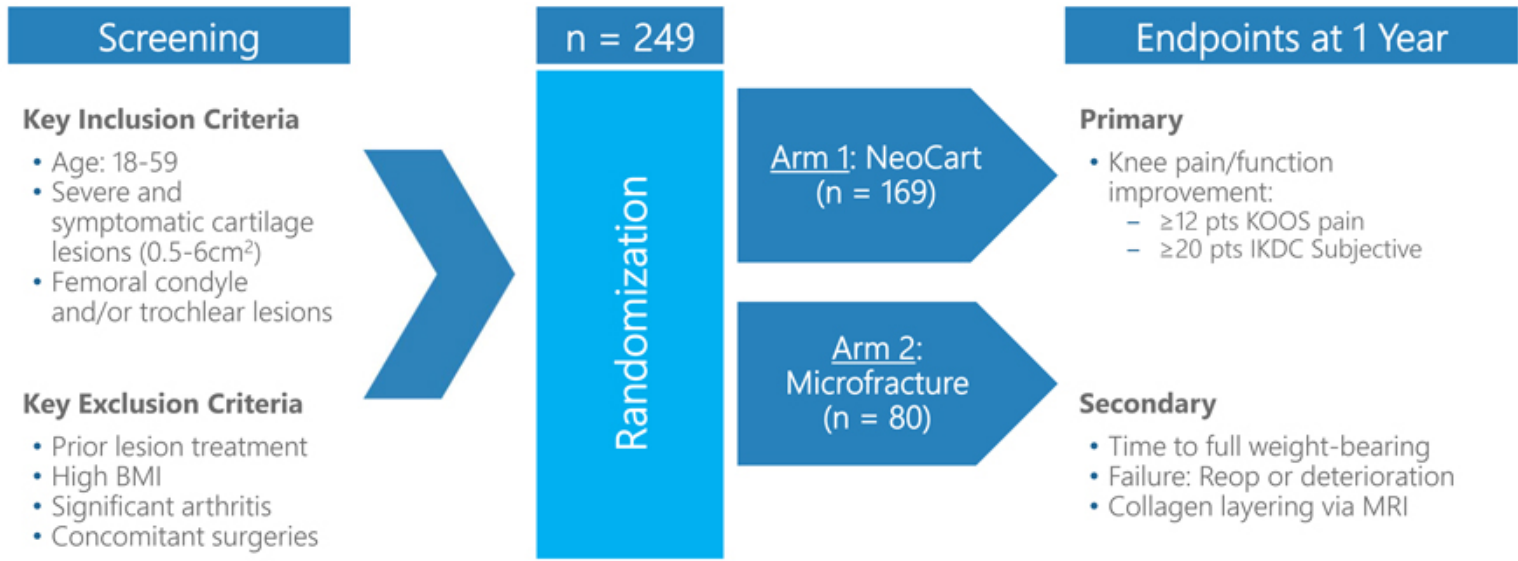 Screening
Key Inclusion Criteria
• Age: 18-59
• Severe and
symptomatic cartilage
lesions (0.5-6cm²)
• Femoral condyle
and/or trochlear lesions
Key Exclusion Criteria
• Prior lesion treatment
• High BMI
• Significant arthritis
• Concomitant surgeries
n = 249
Randomization
Arm 1: NeoCart
(n = 169)
Arm 2:
Microfracture
(n = 80)
Endpoints at 1 Year
Primary
• Knee pain/function
improvement:
– ≥12 pts KOOS pain
– ≥20 pts IKDC Subjective
Secondary
• Time to full weight-bearing
• Failure: Reop or deterioration
• Collagen layering via MRI